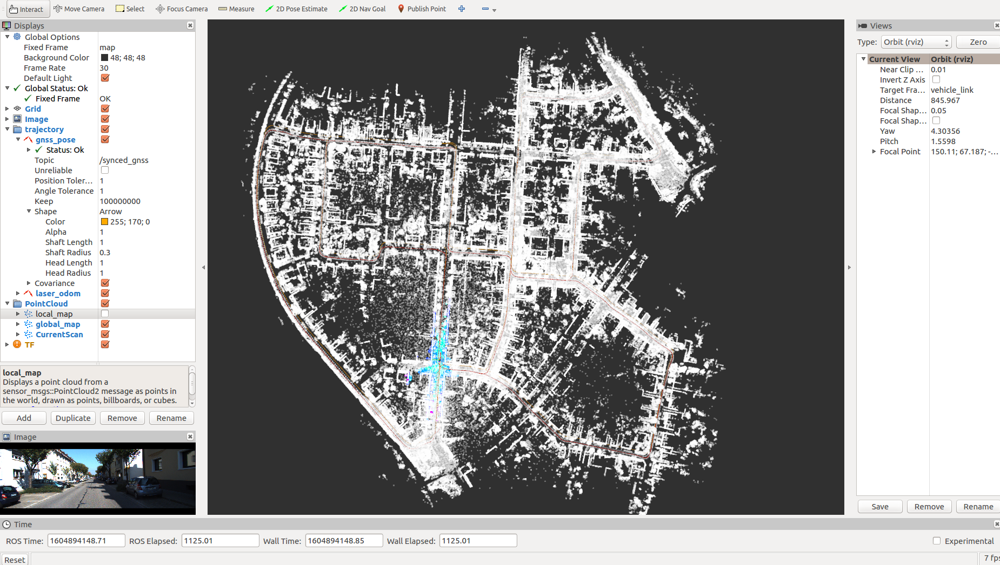 Interact Move Camera Select Focus Camera Measure 2D Pose Estimate 2D Nav Goal Publish Point
Displays
Global Options
Fixed Frame map
Background Color 48; 48; 48
Frame Rate 30
Default Light
Global Status: Ok
Fixed Frame OK
Grid
Image
trajectory
gnss_pose
Status: Ok
Topic /synced_gnss
Unreliable
Position Toler... 1
Angle Tolerance 1
Keep 100000000
Shape Arrow
Color 255; 170; 0
Alpha 1
Shaft Length 1
Shaft Radius 0.3
Head Length 1
Head Radius 1
Covariance
laser_odom
PointCloud
local_map
global_map
CurrentScan
TF
local_map
Displays a point cloud from a
sensor_msgs::PointCloud2 message as points in
the world, drawn as points, billboards, or cubes.
Add Duplicate Remove Rename
Image
Views
Type: Orbit (rviz) Zero
Current View Orbit (rviz)
Near Clip ... 0.01
Invert Z Axis
Target Fra... vehicle_link
Distance 845.967
Focal Shap... 0.05
Focal Shap...
Yaw 4.30356
Pitch 1.5598
Focal Point 150.11; 67.187; -...
Save Remove Rename
Time
ROS Time: 1604894148.71 ROS Elapsed: 1125.01 Wall Time: 1604894148.85 Wall Elapsed: 1125.01 Experimental
Reset 7 fps